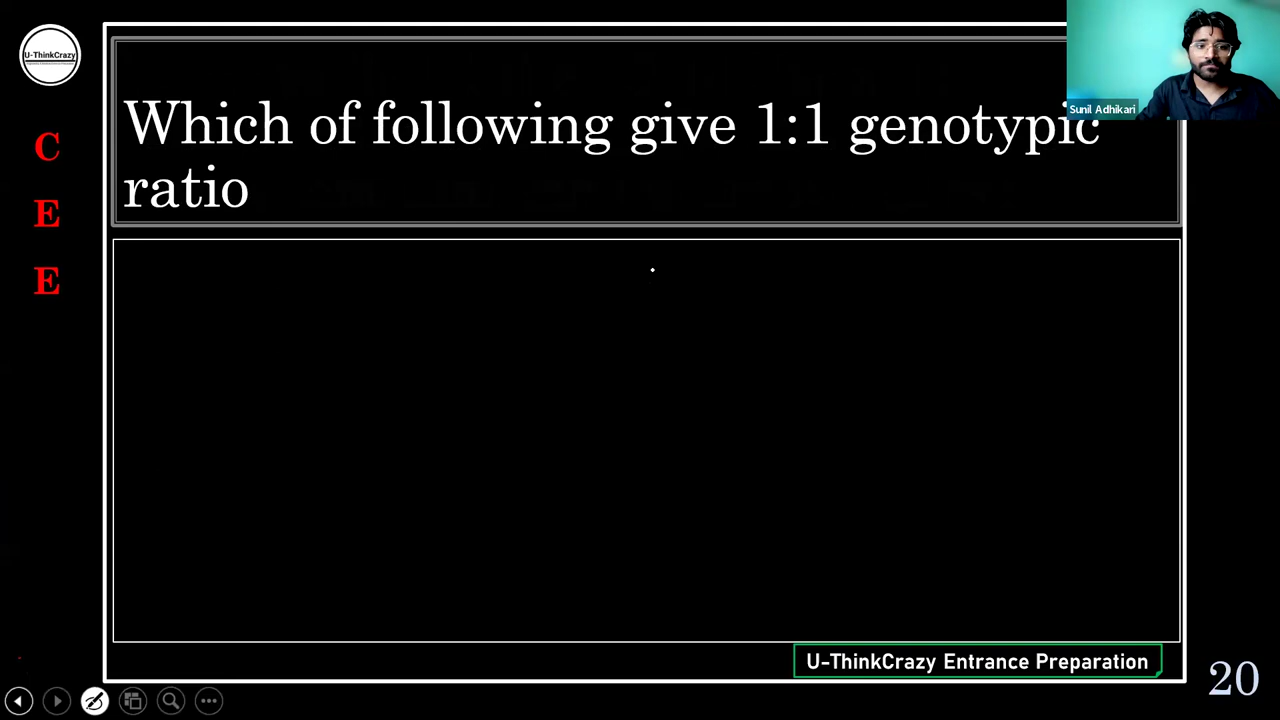 U-ThinkCrazy
Sunil Adhikari
C
E
E
Which of following give 1:1 genotypic
ratio
U-ThinkCrazy Entrance Preparation
20